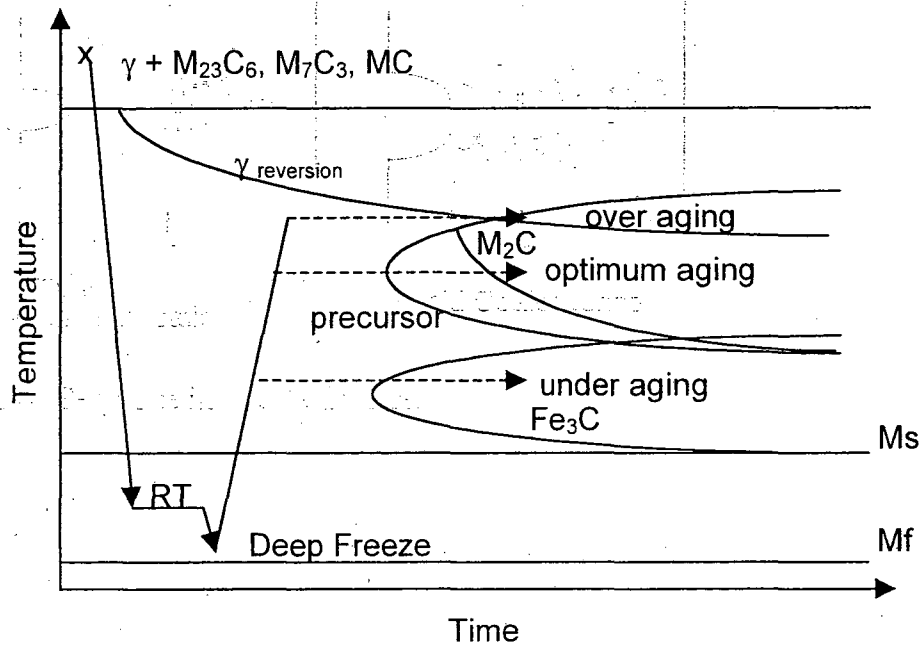 x
γ + M₂₃C₆, M₇C₃, MC
γ reversion
over aging
M₂C
optimum aging
precursor
under aging
Fe₃C
Ms
RT
Deep Freeze
Mf
Temperature
Time